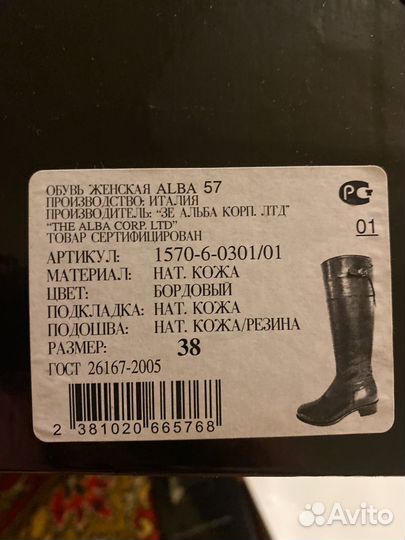 ОБУВЬ ЖЕНСКАЯ ALBA 57
ПРОИЗВОДСТВО: ИТАЛИЯ
ПРОИЗВОДИТЕЛЬ: "ЗЕ АЛЬБА КОРП. ЛТД"
"THE ALBA CORP. LTD"
ТОВАР СЕРТИФИЦИРОВАН
РС
01
АРТИКУЛ: 1570-6-0301/01
МАТЕРИАЛ: НАТ. КОЖА
ЦВЕТ: БОРДОВЫЙ
ПОДКЛАДКА: НАТ. КОЖА
ПОДОШВА: НАТ. КОЖА/РЕЗИНА
РАЗМЕР: 38
ГОСТ 26167-2005
2 381020 665768
Avito